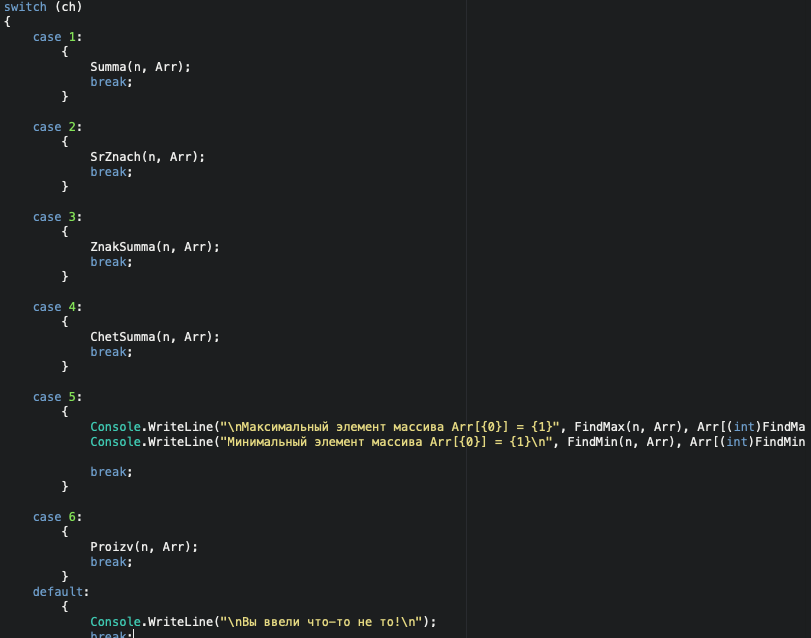 switch (ch)
{
case 1:
{
Summa(n, Arr);
break;
}
case 2:
{
SrZnach(n, Arr);
break;
}
case 3:
{
ZnakSumma(n, Arr);
break;
}
case 4:
{
ChetSumma(n, Arr);
break;
}
case 5:
{
Console.WriteLine("\nМаксимальный элемент массива Arr[{0}] = {1}", FindMax(n, Arr), Arr[(int)FindMa
Console.WriteLine("Минимальный элемент массива Arr[{0}] = {1}\n", FindMin(n, Arr), Arr[(int)FindMin
break;
}
case 6:
{
Proizv(n, Arr);
break;
}
default:
{
Console.WriteLine("\nВы ввели что-то не то!\n");
break;